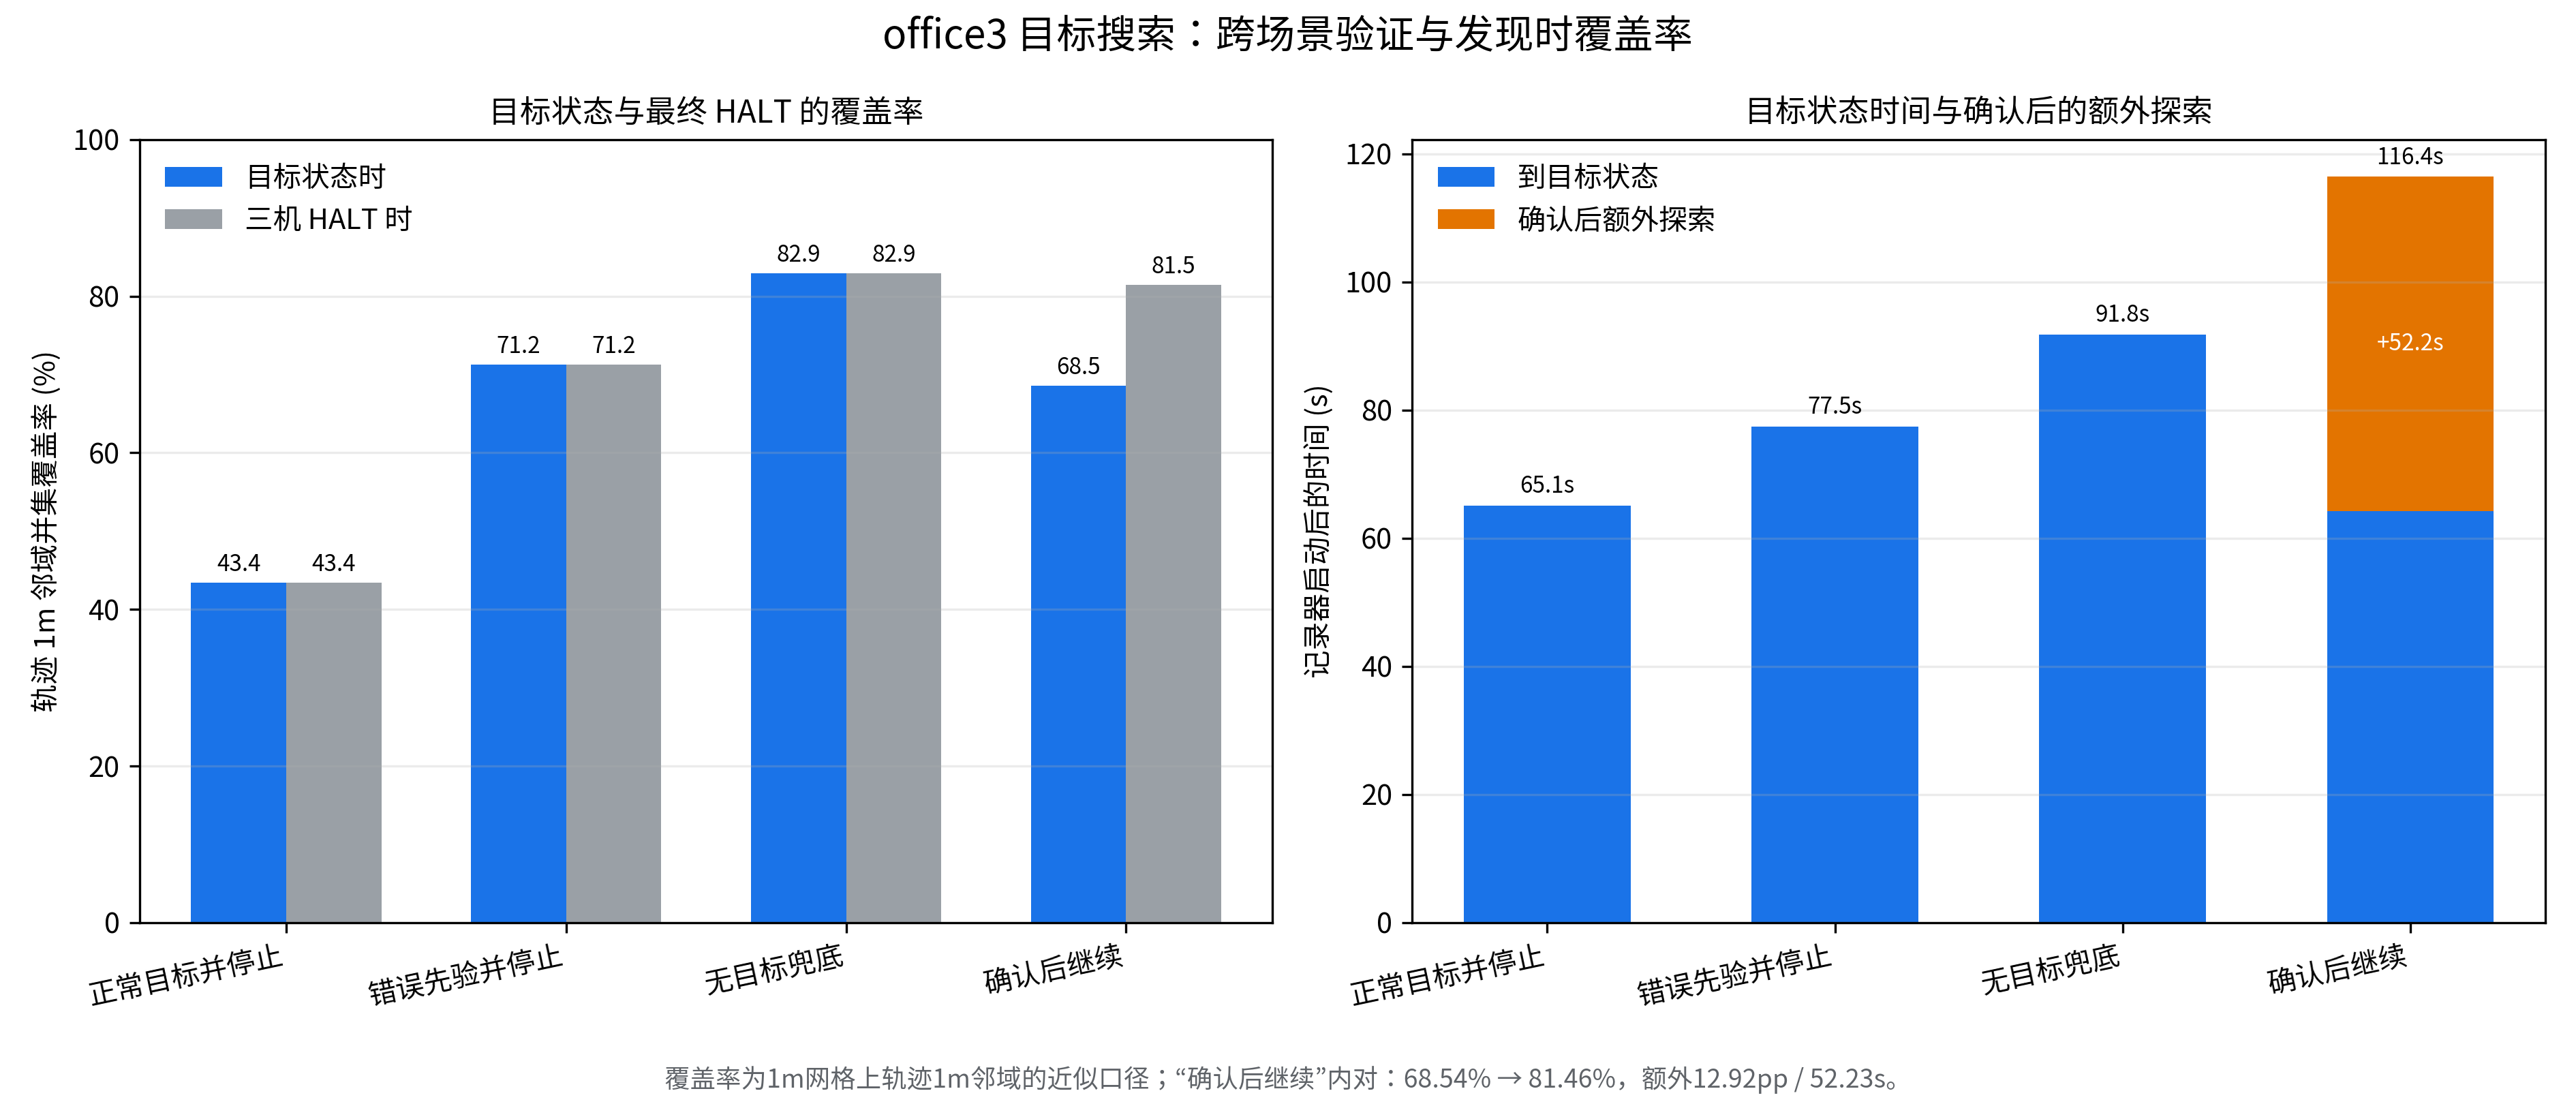 office3 目标搜索：跨场景验证与发现时覆盖率
目标状态与最终 HALT 的覆盖率
轨迹 1m 邻域并集覆盖率 (%)
100
80
60
40
20
0
目标状态时
三机 HALT 时
43.4
43.4
71.2
71.2
82.9
82.9
68.5
81.5
正常目标并停止
错误先验并停止
无目标兜底
确认后继续
目标状态时间与确认后的额外探索
记录器启动后的时间 (s)
120
100
80
60
40
20
0
到目标状态
确认后额外探索
65.1s
77.5s
91.8s
116.4s
+52.2s
正常目标并停止
错误先验并停止
无目标兜底
确认后继续
覆盖率为1m网格上轨迹1m邻域的近似口径；“确认后继续”内对：68.54% → 81.46%，额外12.92pp / 52.23s。